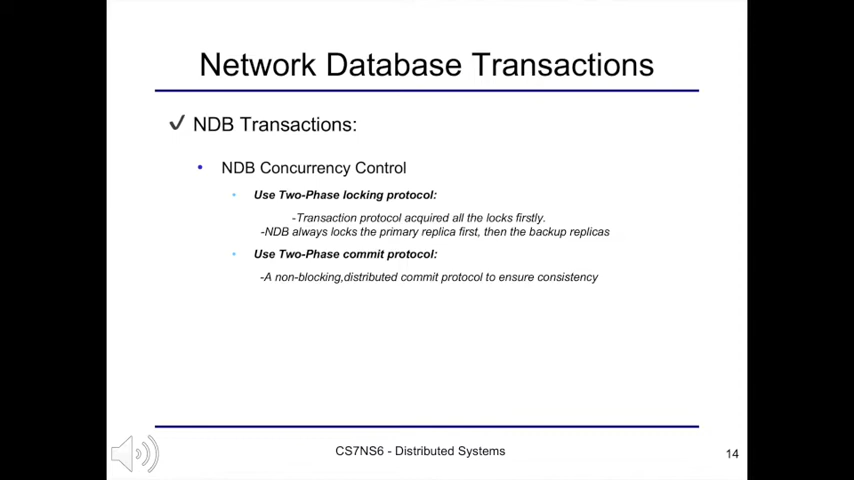 Network Database Transactions
✓ NDB Transactions:
• NDB Concurrency Control
• Use Two-Phase locking protocol:
-Transaction protocol acquired all the locks firstly.
-NDB always locks the primary replica first, then the backup replicas
• Use Two-Phase commit protocol:
-A non-blocking,distributed commit protocol to ensure consistency
CS7NS6 - Distributed Systems
14